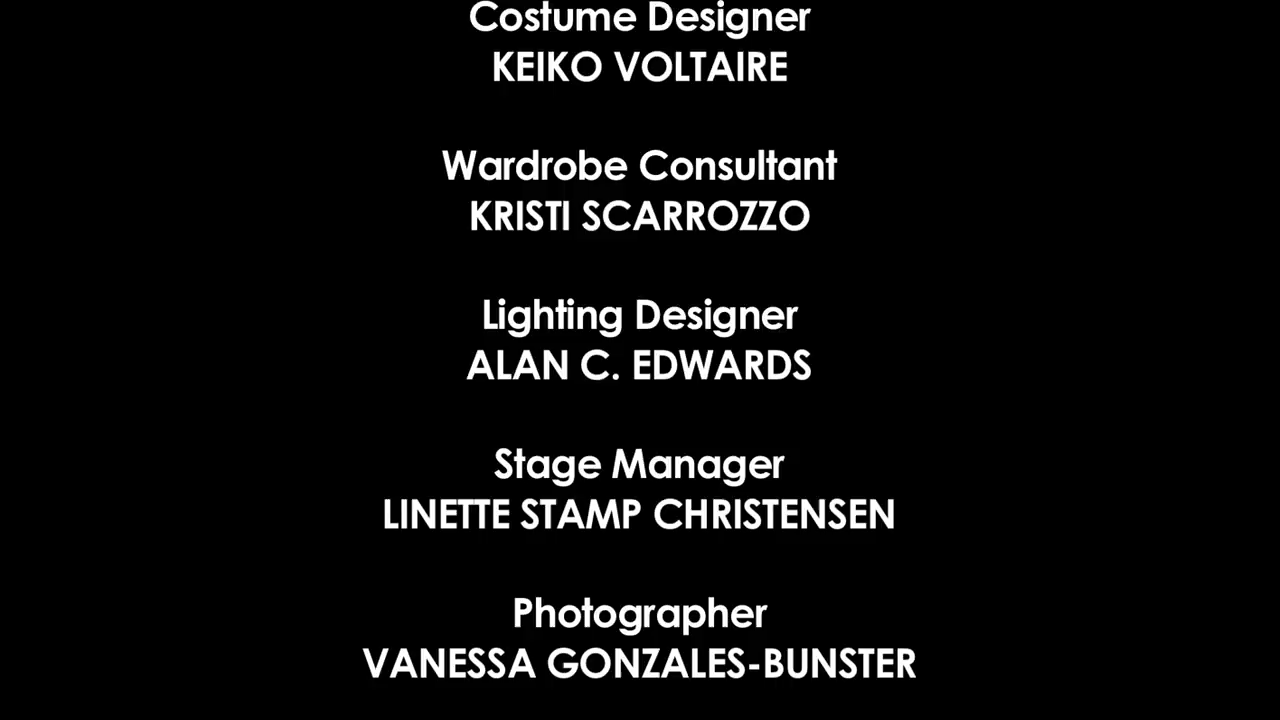 Costume Designer
KEIKO VOLTAIRE
Wardrobe Consultant
KRISTI SCARROZZO
Lighting Designer
ALAN C. EDWARDS
Stage Manager
LINETTE STAMP CHRISTENSEN
Photographer
VANESSA GONZALES-BUNSTER